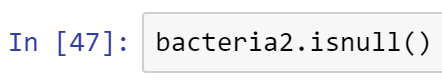 In [47]: bacteria2.isnull()